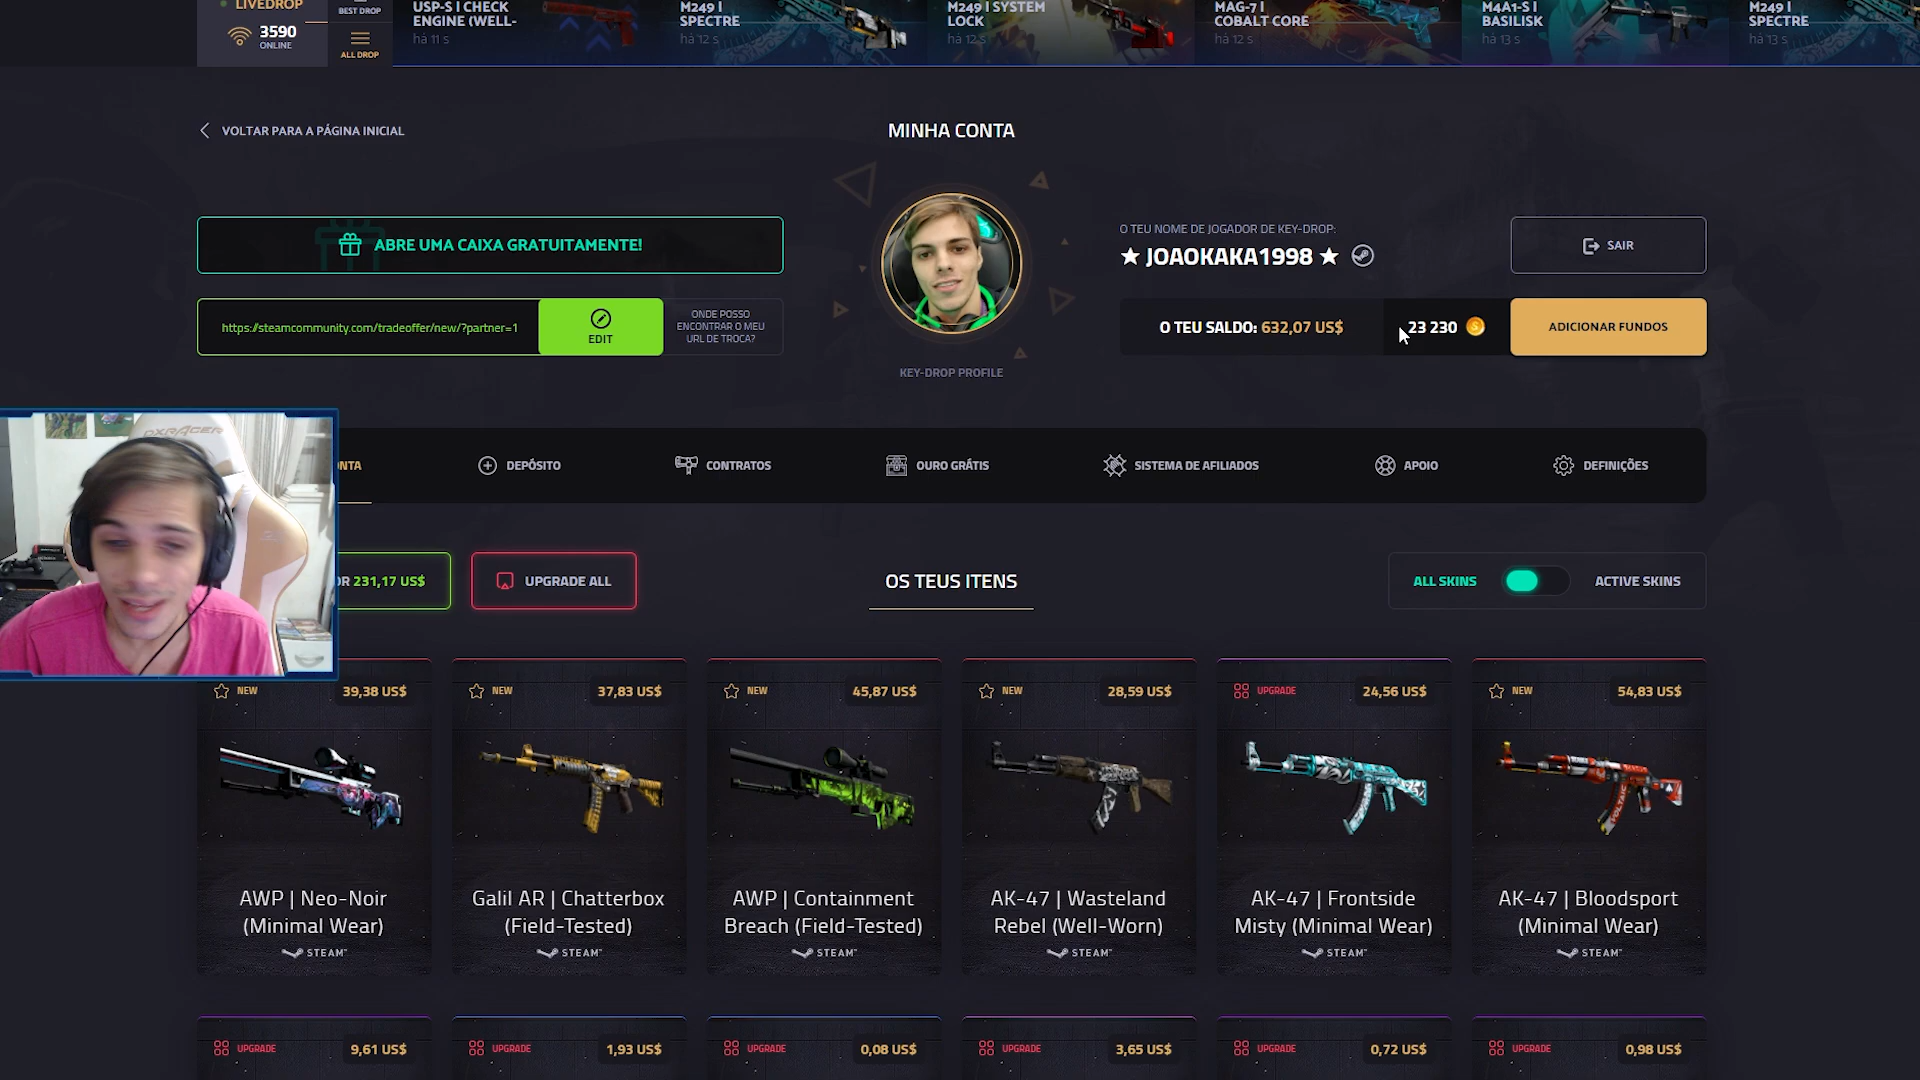 LIVEDROP
3590
ONLINE
BEST DROP
ALL DROP
USP-S | CHECK
ENGINE (WELL-
há 11 s
M249 |
SPECTRE
há 12 s
M249 | SYSTEM
LOCK
há 12 s
MAG-7 |
COBALT CORE
há 12 s
M4A1-S |
BASILISK
há 13 s
M249 |
SPECTRE
há 13 s
VOLTAR PARA A PÁGINA INICIAL
MINHA CONTA
ABRE UMA CAIXA GRATUITAMENTE!
https://steamcommunity.com/tradeoffer/new/?partner=1
EDIT
ONDE POSSO
ENCONTRAR O MEU
URL DE TROCA?
KEY-DROP PROFILE
O TEU NOME DE JOGADOR DE KEY-DROP:
★ JOAOKAKA1998 ★
SAIR
O TEU SALDO: 632,07 US$
23 230
ADICIONAR FUNDOS
NTA
DEPÓSITO
CONTRATOS
OURO GRÁTIS
SISTEMA DE AFILIADOS
APOIO
DEFINIÇÕES
DXRACER
OR 231,17 US$
UPGRADE ALL
OS TEUS ITENS
ALL SKINS
ACTIVE SKINS
NEW 39,38 US$
AWP | Neo-Noir
(Minimal Wear)
STEAM
NEW 37,83 US$
Galil AR | Chatterbox
(Field-Tested)
STEAM
NEW 45,87 US$
AWP | Containment
Breach (Field-Tested)
STEAM
NEW 28,59 US$
AK-47 | Wasteland
Rebel (Well-Worn)
STEAM
UPGRADE 24,56 US$
AK-47 | Frontside
Misty (Minimal Wear)
STEAM
NEW 54,83 US$
AK-47 | Bloodsport
(Minimal Wear)
STEAM
UPGRADE 9,61 US$
UPGRADE 1,93 US$
UPGRADE 0,08 US$
UPGRADE 3,65 US$
UPGRADE 0,72 US$
UPGRADE 0,98 US$